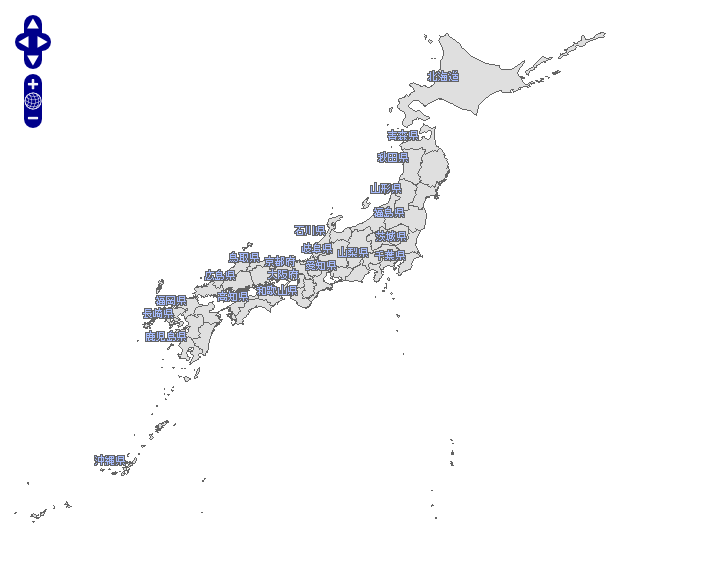 北海道
青森県
秋田県
山形県
福島県
石川県
茨城県
岐阜県
山梨県
千葉県
鳥取県
京都府
愛知県
広島県
大阪府
和歌山県
高知県
福岡県
長崎県
鹿児島県
沖縄県